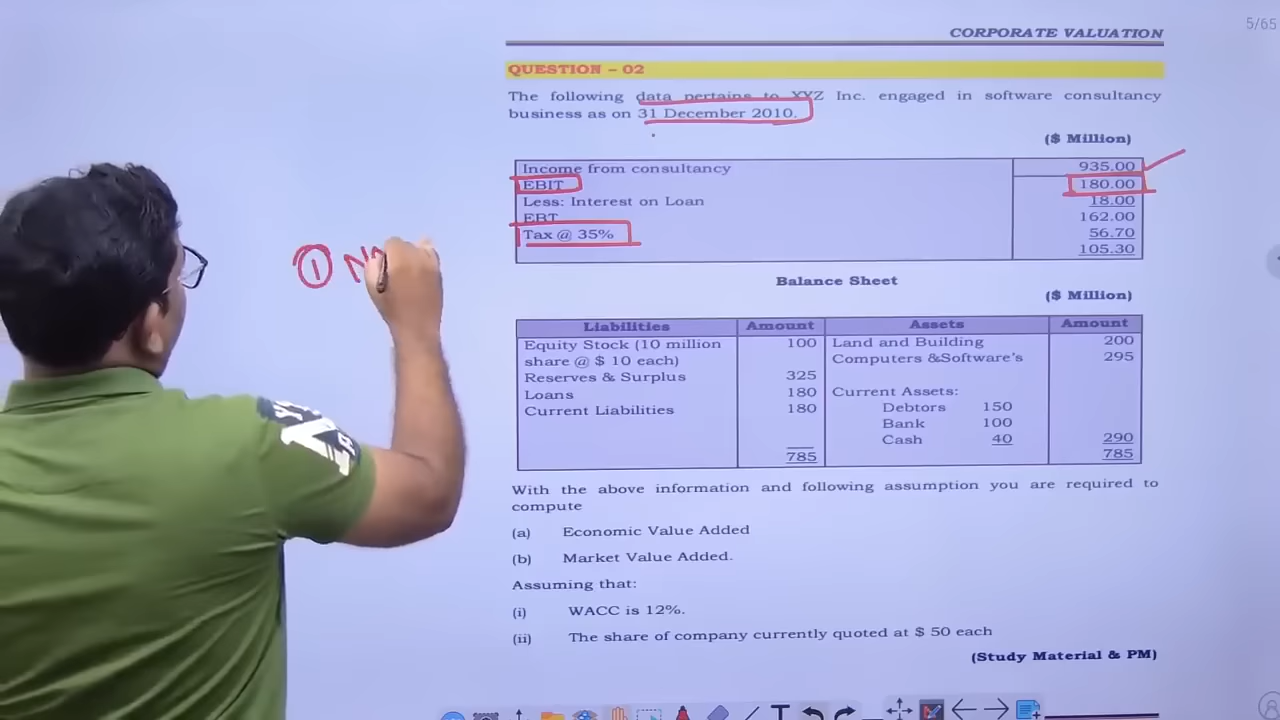 5/65
CORPORATE VALUATION
QUESTION – 02
The following data pertains to XYZ Inc. engaged in software consultancy
business as on 31 December 2010.
($ Million)
Income from consultancy 935.00
EBIT 180.00
Less: Interest on Loan 18.00
EBT 162.00
Tax @ 35% 56.70
105.30
① N
Balance Sheet
($ Million)
Liabilities Amount Assets Amount
Equity Stock (10 million 100 Land and Building 200
share @ $ 10 each) Computers &Software's 295
Reserves & Surplus 325
Loans 180 Current Assets:
Current Liabilities 180 Debtors 150
Bank 100
Cash 40 290
785 785
With the above information and following assumption you are required to
compute
(a) Economic Value Added
(b) Market Value Added.
Assuming that:
(i) WACC is 12%.
(ii) The share of company currently quoted at $ 50 each
(Study Material & PM)